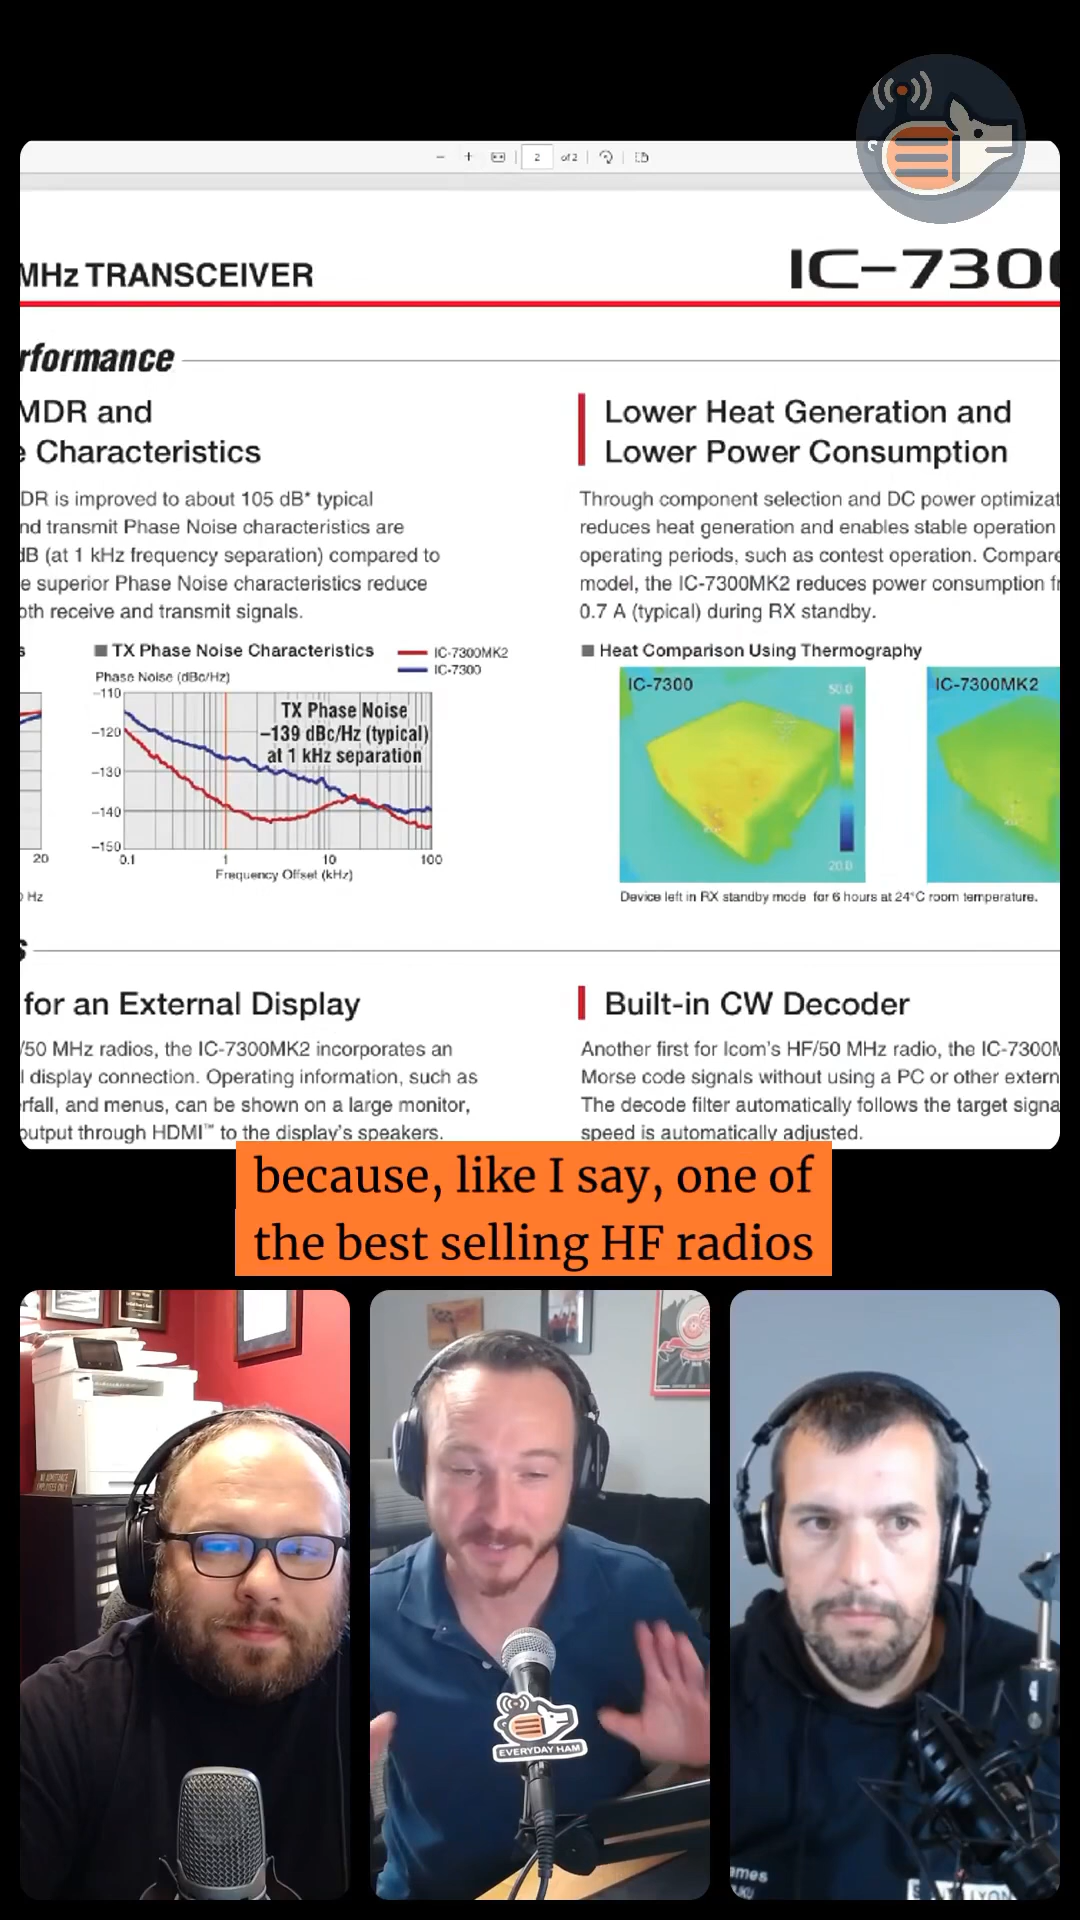 2 of 2
MHz TRANSCEIVER
IC-730
rformance
MDR and
Characteristics
DR is improved to about 105 dB* typical
nd transmit Phase Noise characteristics are
dB (at 1 kHz frequency separation) compared to
e superior Phase Noise characteristics reduce
oth receive and transmit signals.
Lower Heat Generation and
Lower Power Consumption
Through component selection and DC power optimizat
reduces heat generation and enables stable operation
operating periods, such as contest operation. Compare
model, the IC-7300MK2 reduces power consumption f
0.7 A (typical) during RX standby.
TX Phase Noise Characteristics
IC-7300MK2
IC-7300
Phase Noise (dBc/Hz)
-110
-120
-130
-140
-150
TX Phase Noise
-139 dBc/Hz (typical)
at 1 kHz separation
0.1 1 10 100
Frequency Offset (kHz)
20
Hz
Heat Comparison Using Thermography
IC-7300
50.0
20.0
IC-7300MK2
Device left in RX standby mode for 6 hours at 24°C room temperature.
for an External Display
/50 MHz radios, the IC-7300MK2 incorporates an
l display connection. Operating information, such as
rfall, and menus, can be shown on a large monitor,
output through HDMI™ to the display's speakers.
Built-in CW Decoder
Another first for Icom's HF/50 MHz radio, the IC-7300M
Morse code signals without using a PC or other extern
The decode filter automatically follows the target signa
speed is automatically adjusted.
because, like I say, one of
the best selling HF radios
NO ADMITTANCE
EMPLOYEES ONLY
EVERYDAY HAM